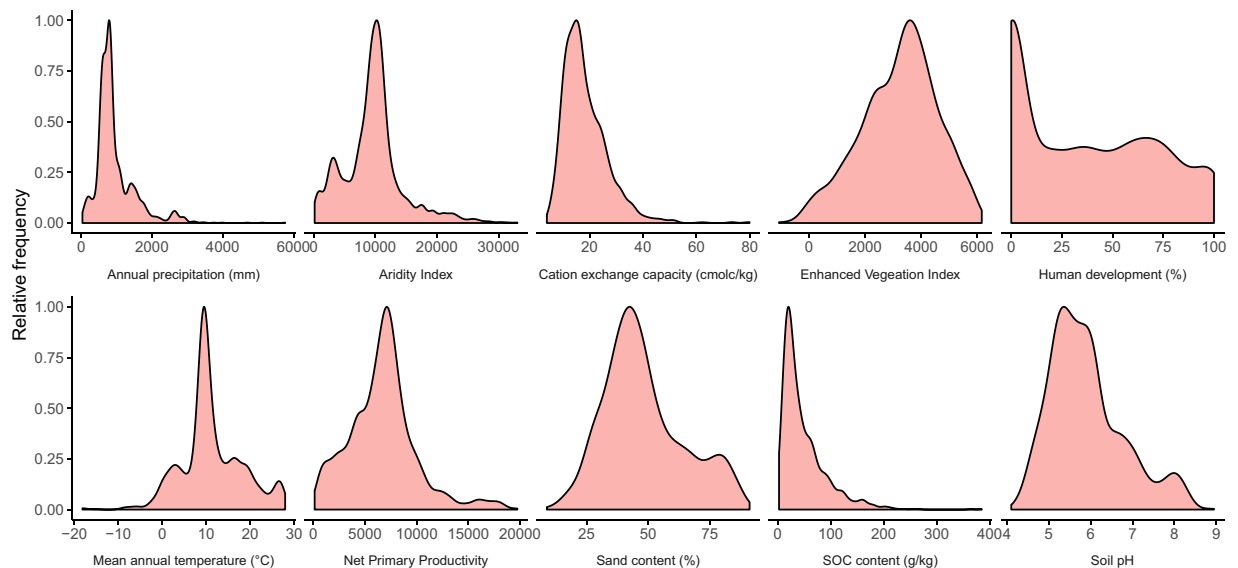 Relative frequency
1.00
0.75
0.50
0.25
0.00
0 2000 4000 6000 0 10000 20000 30000 20 40 60 80 0 2000 4000 6000 0 25 50 75 100
Annual precipitation (mm) Aridity Index Cation exchange capacity (cmolc/kg) Enhanced Vegeation Index Human development (%)
1.00
0.75
0.50
0.25
0.00
−20 −10 0 10 20 30 0 5000 10000 15000 20000 25 50 75 0 100 200 300 400 4 5 6 7 8 9
Mean annual temperature (°C) Net Primary Productivity Sand content (%) SOC content (g/kg) Soil pH